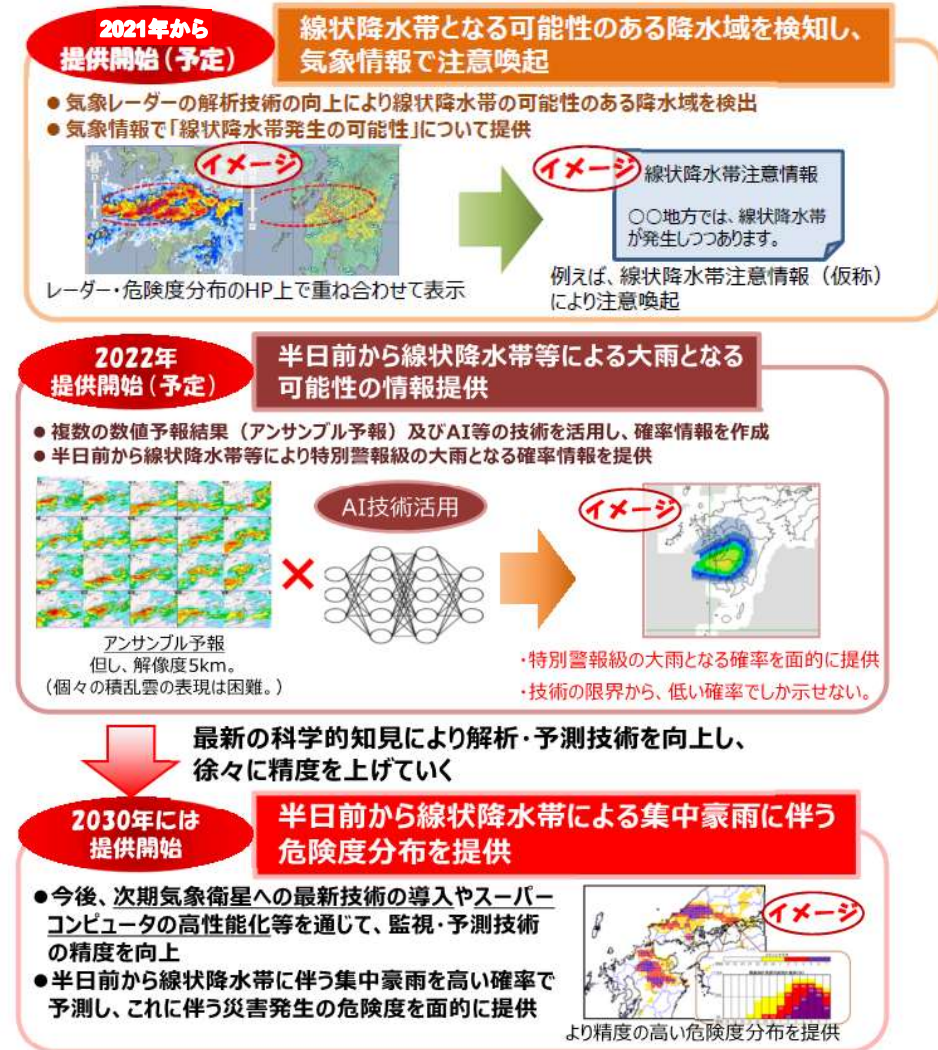 2021年から
提供開始(予定)
線状降水帯となる可能性のある降水域を検知し、
気象情報で注意喚起
● 気象レーダーの解析技術の向上により線状降水帯の可能性のある降水域を検出
● 気象情報で「線状降水帯発生の可能性」について提供
イメージ
イメージ
線状降水帯注意情報
○○地方では、線状降水帯
が発生しつつあります。
レーダー・危険度分布のHP上で重ね合わせて表示
例えば、線状降水帯注意情報（仮称）
により注意喚起
2022年
提供開始(予定)
半日前から線状降水帯等による大雨となる
可能性の情報提供
● 複数の数値予報結果（アンサンブル予報）及びAI等の技術を活用し、確率情報を作成
● 半日前から線状降水帯等により特別警報級の大雨となる確率情報を提供
AI技術活用
イメージ
×
アンサンブル予報
但し、解像度5km。
（個々の積乱雲の表現は困難。）
・特別警報級の大雨となる確率を面的に提供
・技術の限界から、低い確率でしか示せない。
最新の科学的知見により解析・予測技術を向上し、
徐々に精度を上げていく
2030年には
提供開始
半日前から線状降水帯による集中豪雨に伴う
危険度分布を提供
●今後、次期気象衛星への最新技術の導入やスーパー
コンピュータの高性能化等を通じて、監視・予測技術
の精度を向上
●半日前から線状降水帯に伴う集中豪雨を高い確率で
予測し、これに伴う災害発生の危険度を面的に提供
イメージ
より精度の高い危険度分布を提供